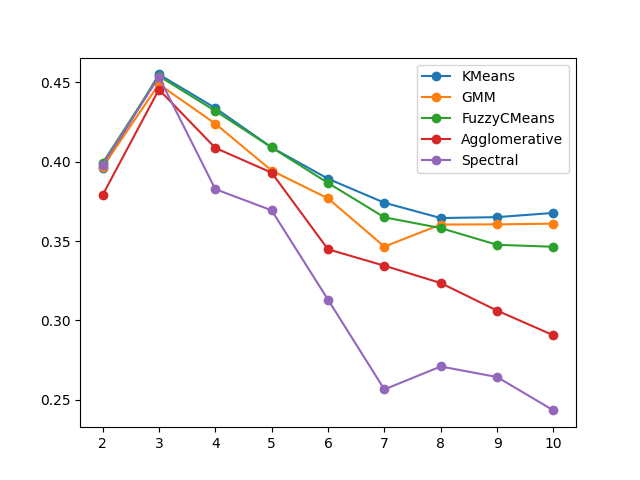 KMeans
GMM
FuzzyCMeans
Agglomerative
Spectral
0.45
0.40
0.35
0.30
0.25
2 3 4 5 6 7 8 9 10